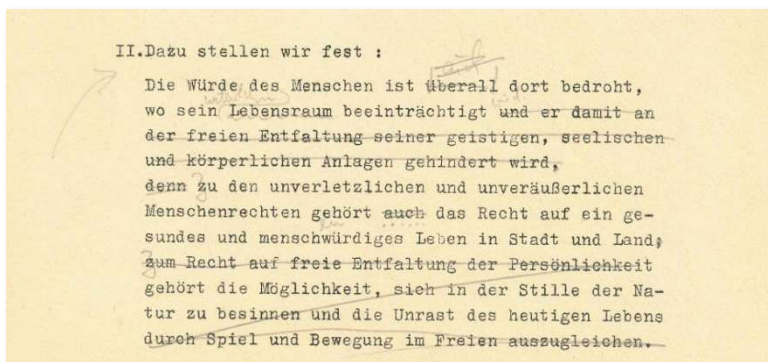 II.Dazu stellen wir fest :
Die Würde des Menschen ist überall dort bedroht,
wo sein Lebensraum beeinträchtigt und er damit an
der freien Entfaltung seiner geistigen, seelischen
und körperlichen Anlagen gehindert wird,
denn zu den unverletzlichen und unveräußerlichen
Menschenrechten gehört auch das Recht auf ein ge-
sundes und menschwürdiges Leben in Stadt und Land;
zum Recht auf freie Entfaltung der Persönlichkeit
gehört die Möglichkeit, sich in der Stille der Na-
tur zu besinnen und die Unrast des heutigen Lebens
durch Spiel und Bewegung im Freien auszugleichen.